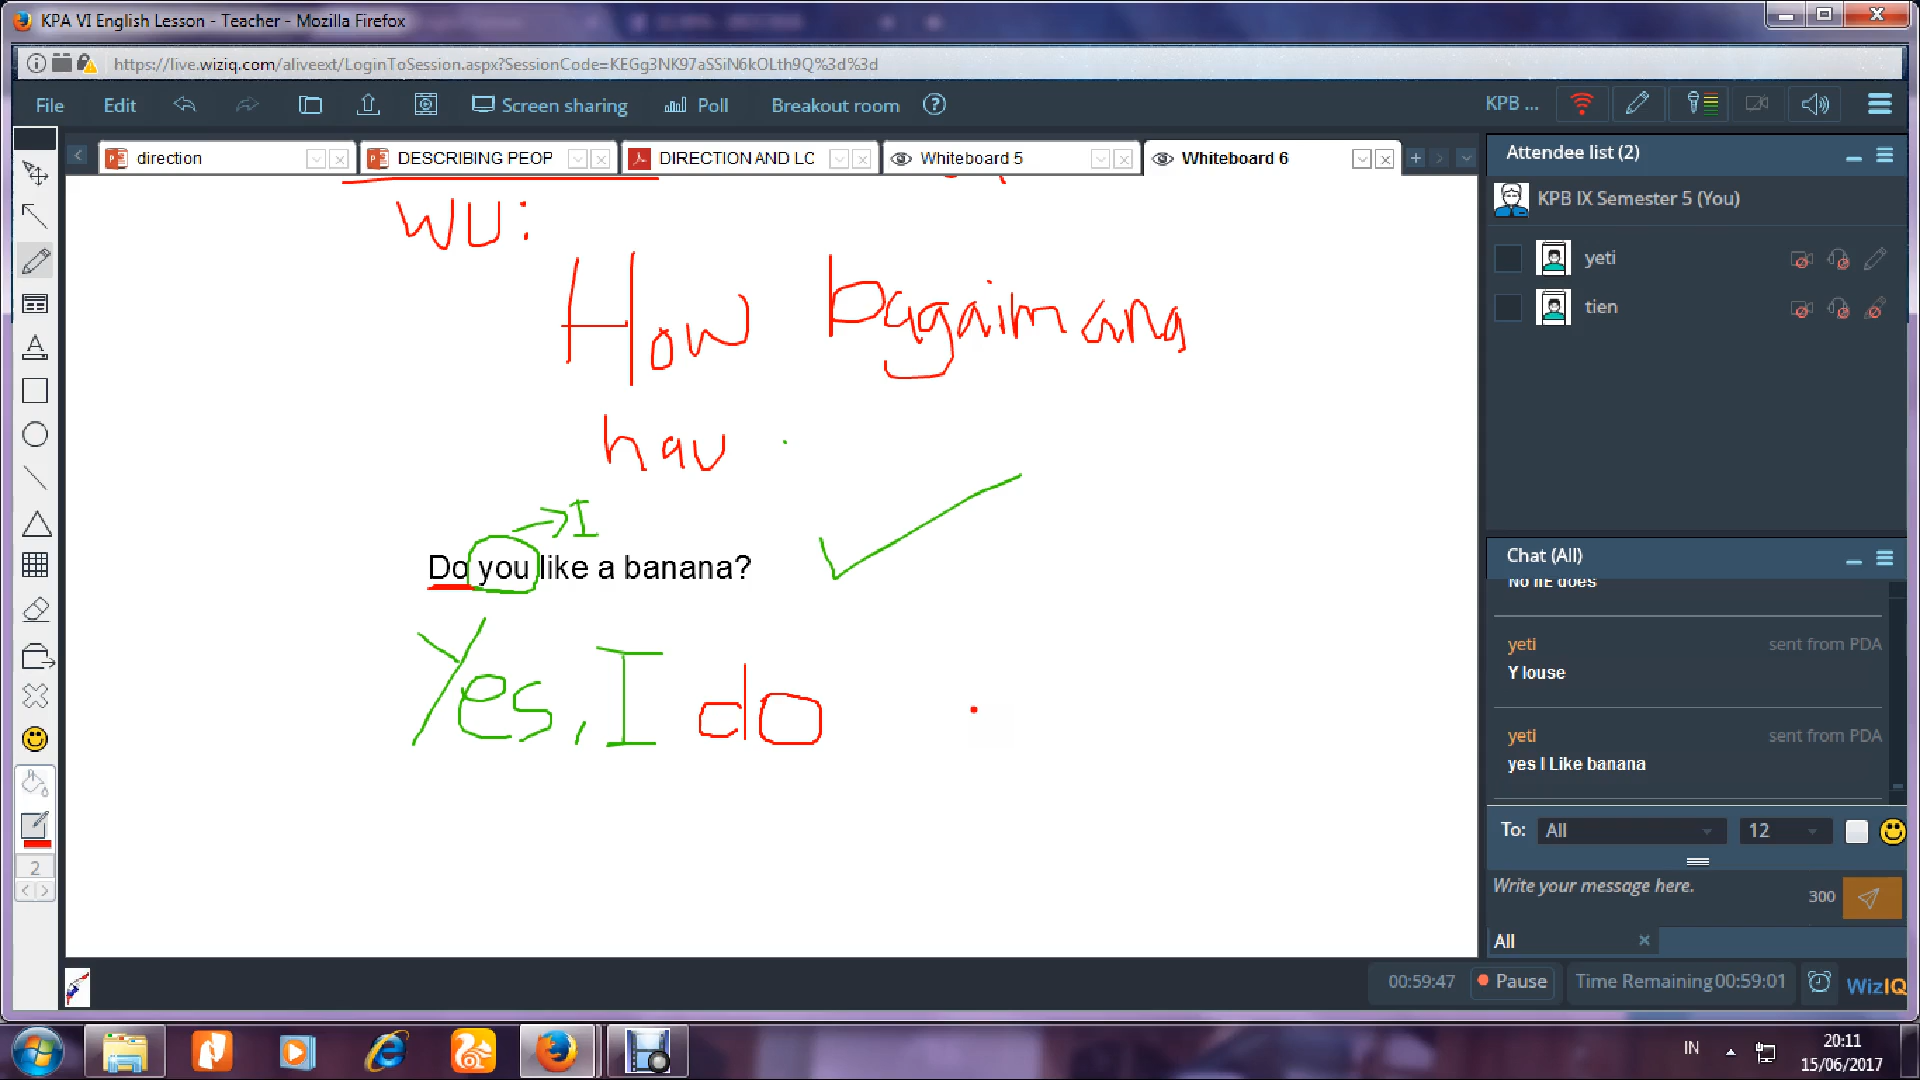 KPA VI English Lesson - Teacher - Mozilla Firefox
https://live.wiziq.com/aliveext/LoginToSession.aspx?SessionCode=KEGg3NK97aSSiN6kOLth9Q%3d%3d
File Edit Screen sharing Poll Breakout room KPB ...
direction DESCRIBING PEOP DIRECTION AND LC Whiteboard 5 Whiteboard 6
WU:
How bagaimana
hau
I
Do you like a banana?
Yes, I do
2
Attendee list (2)
KPB IX Semester 5 (You)
yeti
tien
Chat (All)
No hE does
yeti sent from PDA
Y louse
yeti sent from PDA
yes I Like banana
To: All 12
Write your message here. 300
All
00:59:47 Pause Time Remaining 00:59:01 WizIQ
IN 20:11
15/06/2017